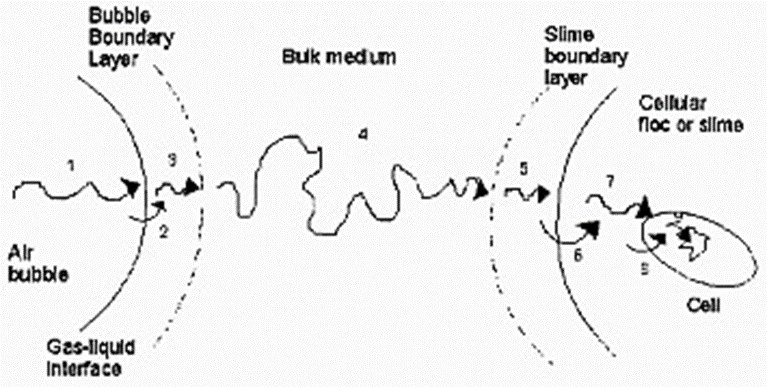 Bubble
Boundary
Layer
Bulk medium
Slime
boundary
layer
Cellular
floc or slime
1
3
4
5
7
2
6
8
9
Air
bubble
Cell
Gas-liquid
interface